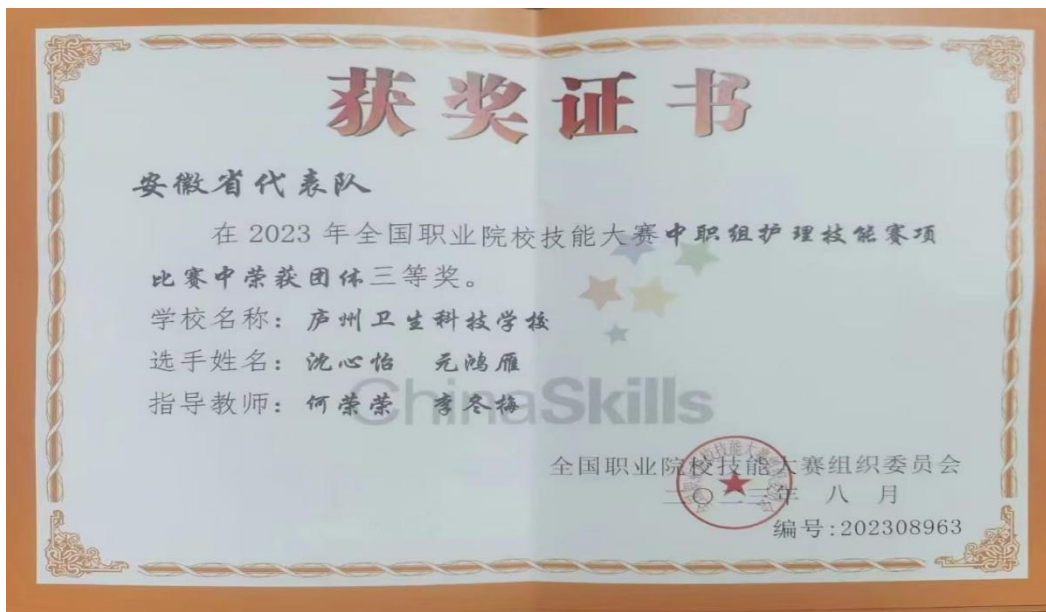 获奖证书
安徽省代表队
在 2023 年全国职业院校技能大赛中职组护理技能赛项
比赛中荣获团体三等奖。
学校名称：庐州卫生科技学校
选手姓名：沈心怡 元鸿雁
指导教师：何荣荣 李冬梅
ChinaSkills
全国职业院校技能大赛组织委员会
二〇二三年 八 月
编号:202308963